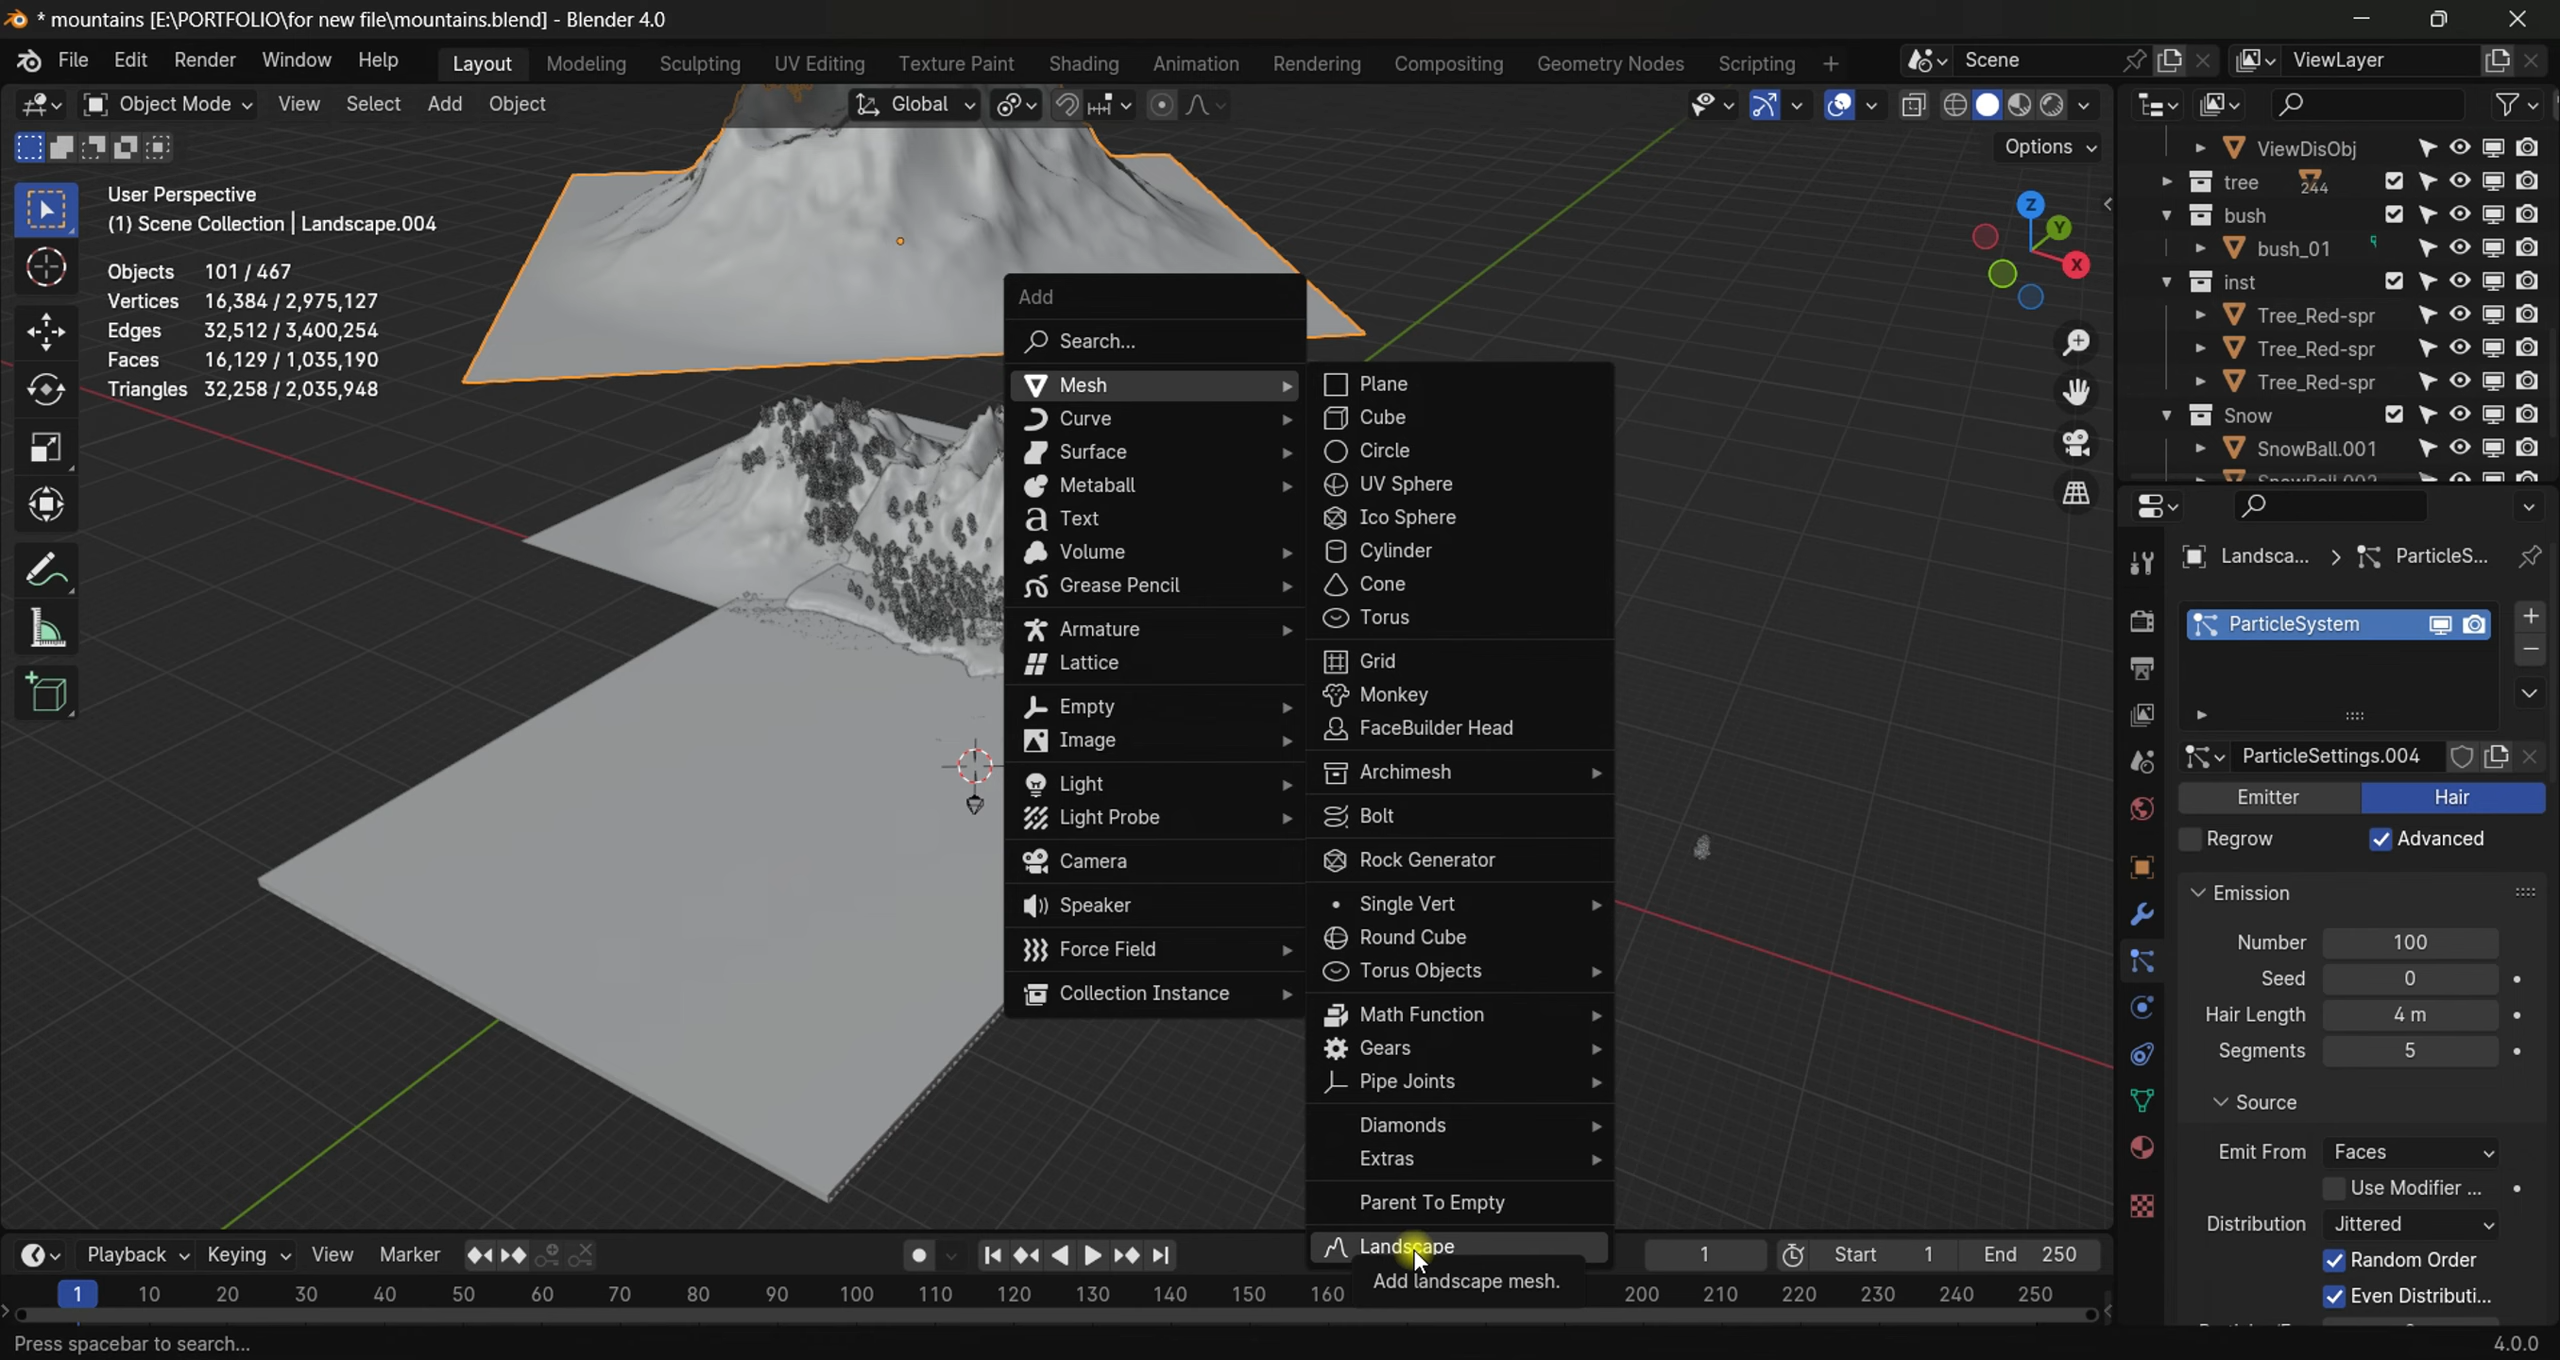 * mountains [E:\PORTFOLIO\for new file\mountains.blend] - Blender 4.0
File Edit Render Window Help Layout Modeling Sculpting UV Editing Texture Paint Shading Animation Rendering Compositing Geometry Nodes Scripting + Scene ViewLayer
Object Mode View Select Add Object Global
Options
User Perspective
(1) Scene Collection | Landscape.004
Objects 101 / 467
Vertices 16,384 / 2,975,127
Edges 32,512 / 3,400,254
Faces 16,129 / 1,035,190
Triangles 32,258 / 2,035,948
Z
Y
X
Add
Search...
Mesh
Curve
Surface
Metaball
Text
Volume
Grease Pencil
Armature
Lattice
Empty
Image
Light
Light Probe
Camera
Speaker
Force Field
Collection Instance
Plane
Cube
Circle
UV Sphere
Ico Sphere
Cylinder
Cone
Torus
Grid
Monkey
FaceBuilder Head
Archimesh
Bolt
Rock Generator
Single Vert
Round Cube
Torus Objects
Math Function
Gears
Pipe Joints
Diamonds
Extras
Parent To Empty
Landscape
Add landscape mesh.
ViewDisObj
tree 244
bush
bush_01
inst
Tree_Red-spr
Tree_Red-spr
Tree_Red-spr
Snow
SnowBall.001
Landsca... ParticleS...
ParticleSystem
ParticleSettings.004
Emitter Hair
Regrow Advanced
Emission
Number 100
Seed 0
Hair Length 4 m
Segments 5
Source
Emit From Faces
Use Modifier ...
Distribution Jittered
Random Order
Even Distributi...
Playback Keying View Marker 1 Start 1 End 250
1 10 20 30 40 50 60 70 80 90 100 110 120 130 140 150 160 200 210 220 230 240 250
Press spacebar to search... 4.0.0